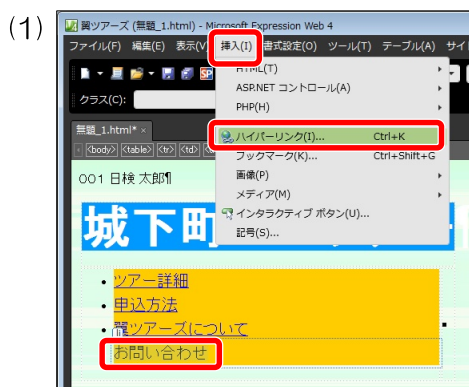 (1)
翼ツアーズ (無題_1.html) - Microsoft Expression Web 4
ファイル(F) 編集(E) 表示(V) 挿入(I) 書式設定(O) ツール(T) テーブル(A) サイ
HTML(T)
ASP.NET コントロール(A)
PHP(H)
ハイパーリンク(I)... Ctrl+K
ブックマーク(K)... Ctrl+Shift+G
画像(P)
メディア(M)
インタラクティブ ボタン(U)...
記号(S)...
クラス(C):
無題_1.html* ×
<body> <table> <tr> <td>
001 日検 太郎¶
城下町
• ツアー詳細
• 申込方法
• 翼ツアーズについて
お問い合わせ